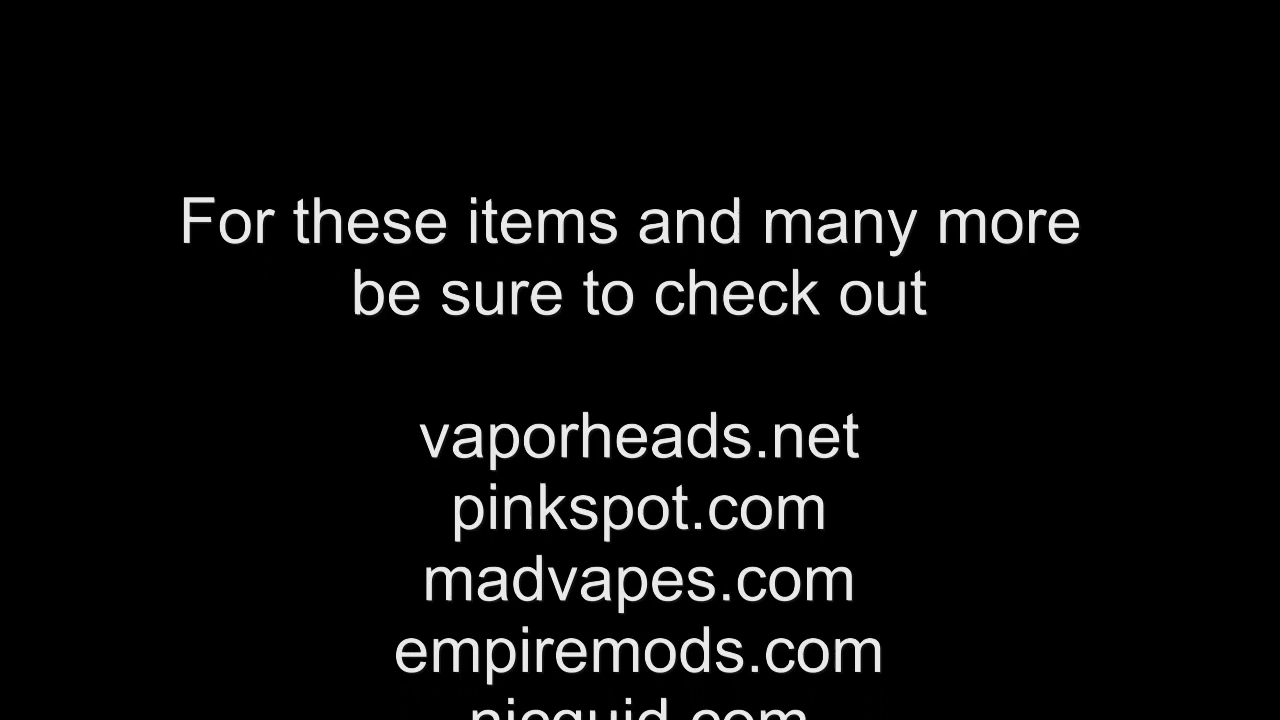 For these items and many more
be sure to check out
vaporheads.net
pinkspot.com
madvapes.com
empiremods.com